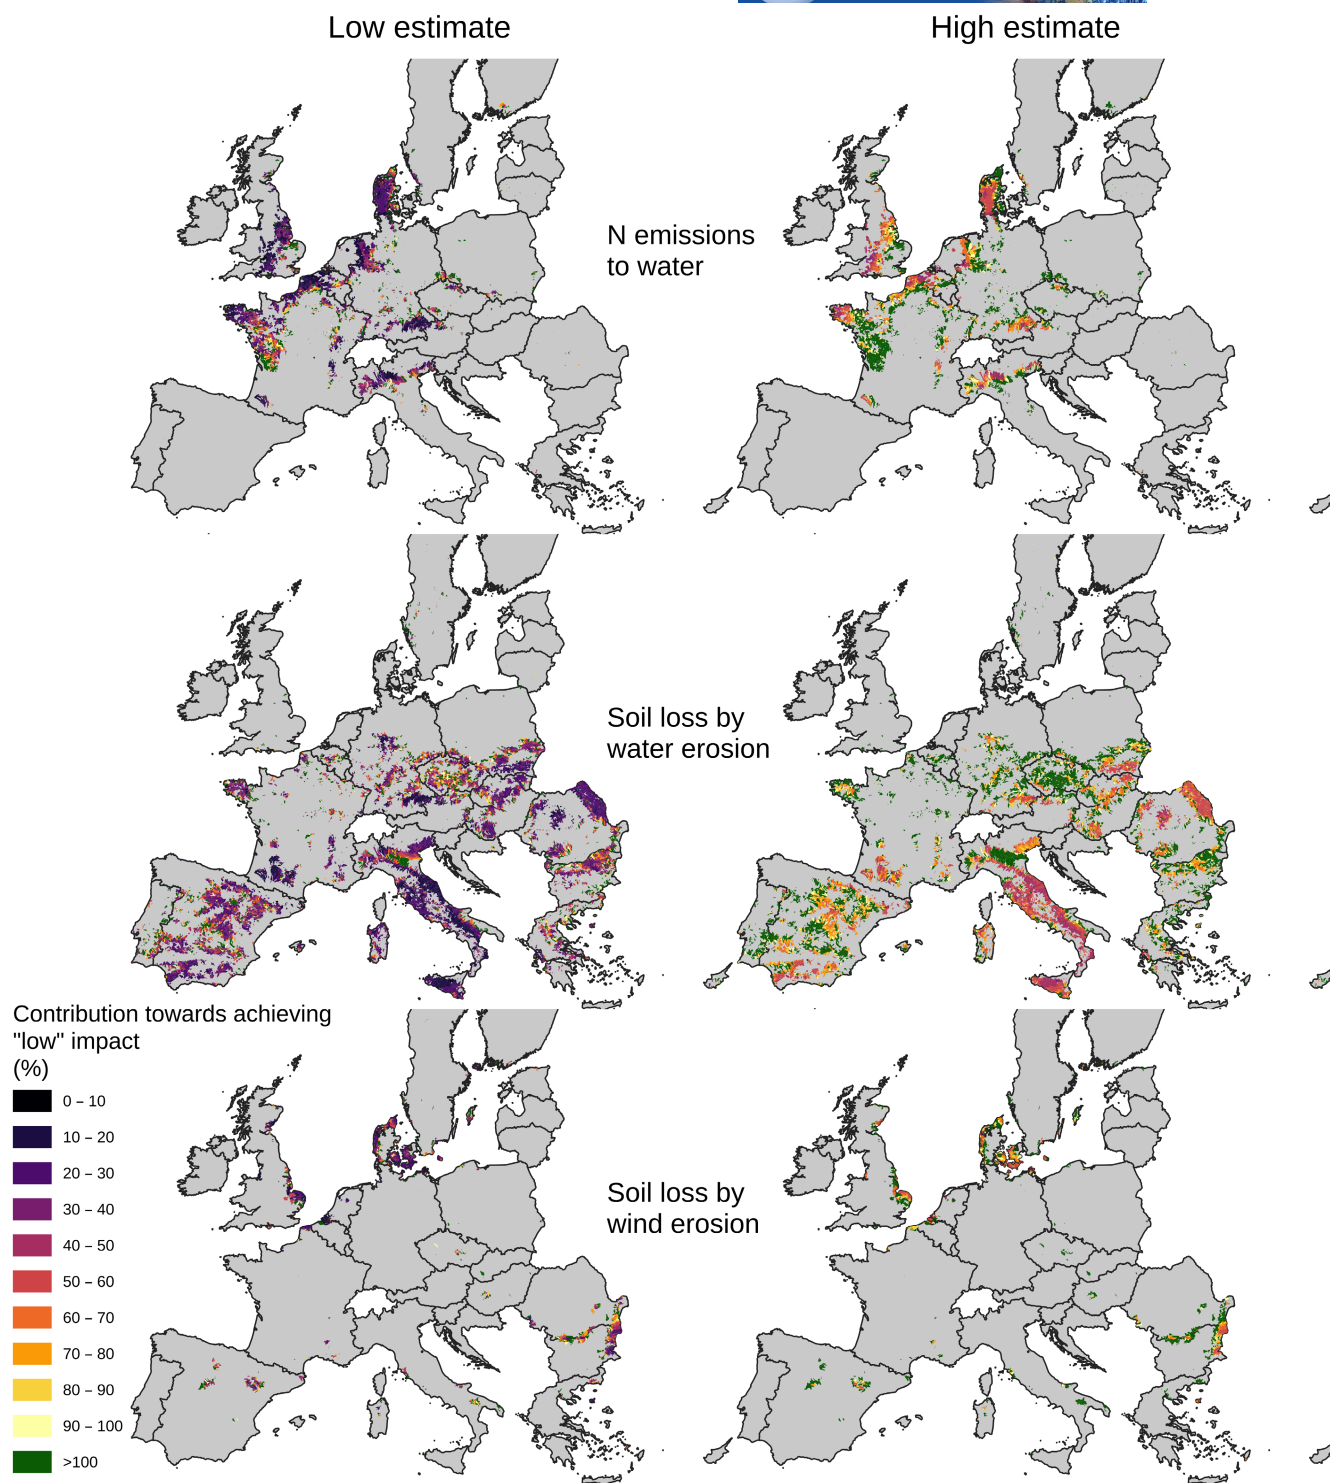 Low estimate
High estimate
N emissions
to water
Soil loss by
water erosion
Contribution towards achieving
"low" impact
(%)
0 – 10
10 – 20
20 – 30
30 – 40
40 – 50
50 – 60
60 – 70
70 – 80
80 – 90
90 – 100
>100
Soil loss by
wind erosion